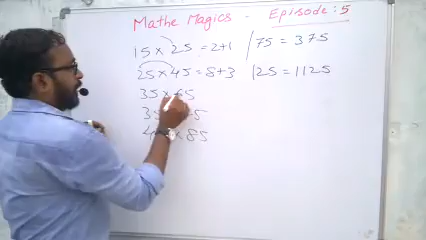 Mathe Magics - Episode: 5
15 x 25 = 2+1 / 75 = 375
25 x 45 = 8+3 / 25 = 1125
35 x 65
3
85